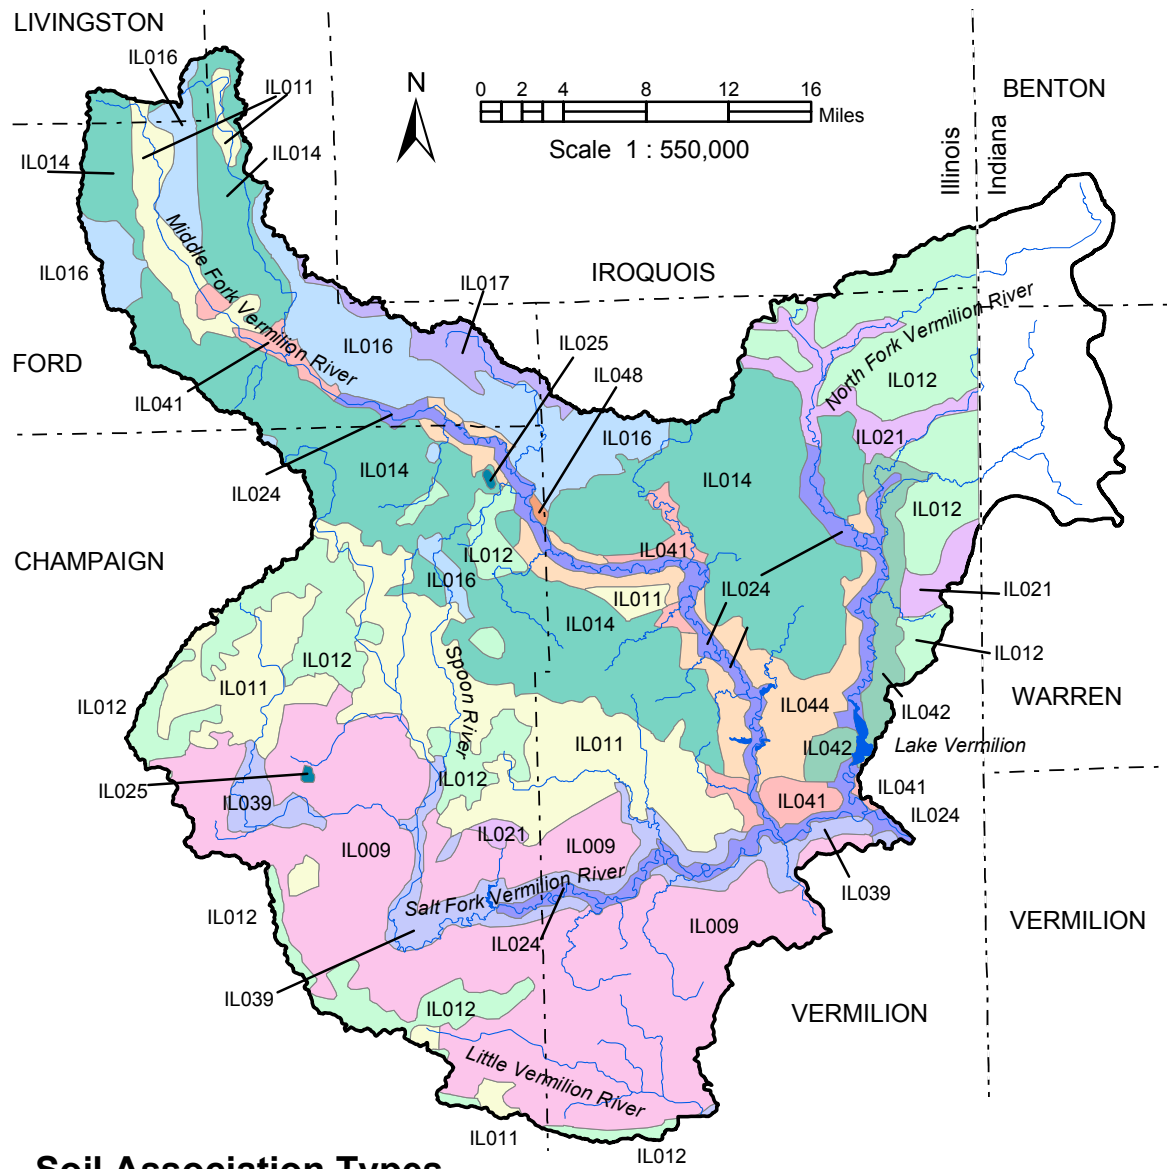 LIVINGSTON
IL016
IL011
N
0 2 4 8 12 16
Miles
Scale 1 : 550,000
BENTON
Illinois
Indiana
IL014
IL014
Middle Fork Vermilion River
IL016
IROQUOIS
IL017
IL016
IL025
IL048
North Fork Vermilion River
FORD
IL041
IL012
IL016
IL021
IL024
IL014
IL014
IL012
CHAMPAIGN
IL012
IL041
IL016
IL024
IL011
IL021
IL014
IL012
Spoon River
IL012
IL011
WARREN
IL012
IL044
IL042
IL011
IL042
Lake Vermilion
IL025
IL012
IL041
IL039
IL041
IL024
IL021
IL009
IL009
IL039
Salt Fork Vermilion River
IL012
IL009
VERMILION
IL024
IL039
IL012
VERMILION
Little Vermilion River
IL011
IL012
Soil Association Types